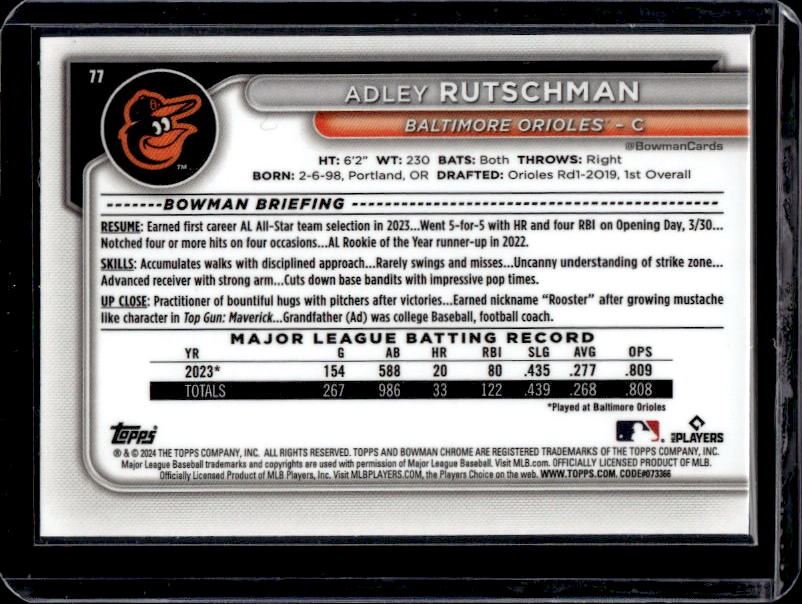 77
ADLEY RUTSCHMAN
BALTIMORE ORIOLES® – C
@BowmanCards
HT: 6'2" WT: 230 BATS: Both THROWS: Right
BORN: 2-6-98, Portland, OR DRAFTED: Orioles Rd1-2019, 1st Overall
BOWMAN BRIEFING
RESUME: Earned first career AL All-Star team selection in 2023...Went 5-for-5 with HR and four RBI on Opening Day, 3/30...
Notched four or more hits on four occasions...AL Rookie of the Year runner-up in 2022.
SKILLS: Accumulates walks with disciplined approach...Rarely swings and misses...Uncanny understanding of strike zone...
Advanced receiver with strong arm...Cuts down base bandits with impressive pop times.
UP CLOSE: Practitioner of bountiful hugs with pitchers after victories...Earned nickname “Rooster” after growing mustache
like character in Top Gun: Maverick...Grandfather (Ad) was college Baseball, football coach.
MAJOR LEAGUE BATTING RECORD
YR G AB HR RBI SLG AVG OPS
2023* 154 588 20 80 .435 .277 .809
TOTALS 267 986 33 122 .439 .268 .808
*Played at Baltimore Orioles
Topps® MLB PLAYERS
® & © 2024 THE TOPPS COMPANY, INC. ALL RIGHTS RESERVED. TOPPS AND BOWMAN CHROME ARE REGISTERED TRADEMARKS OF THE TOPPS COMPANY, INC.
Major League Baseball trademarks and copyrights are used with permission of Major League Baseball. Visit MLB.com. OFFICIALLY LICENSED PRODUCT OF MLB.
Officially Licensed Product of MLB Players, Inc. Visit MLBPLAYERS.COM, the Players Choice on the web. WWW.TOPPS.COM. CODE#073366